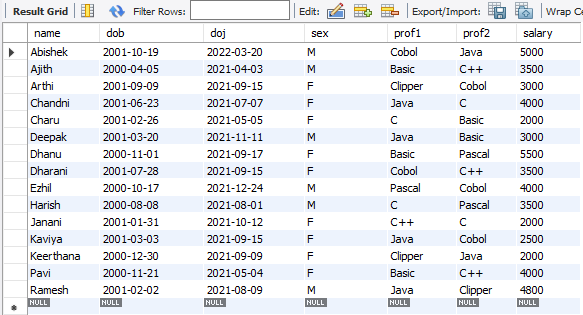 Result Grid Filter Rows: Edit: Export/Import: Wrap Ce
name dob doj sex prof1 prof2 salary
Abishek 2001-10-19 2022-03-20 M Cobol Java 5000
Ajith 2000-04-05 2021-04-03 M Basic C++ 3500
Arthi 2001-09-09 2021-09-15 F Clipper Cobol 3000
Chandni 2001-06-23 2021-07-07 F Java C 4000
Charu 2001-02-26 2021-05-05 F C Basic 2000
Deepak 2001-03-20 2021-11-11 M Java Basic 3000
Dhanu 2000-11-01 2021-09-17 F Basic Pascal 5500
Dharani 2001-07-28 2021-09-15 F Cobol C++ 3500
Ezhil 2000-10-17 2021-12-24 M Pascal Cobol 4000
Harish 2000-08-08 2021-08-01 M C Pascal 3500
Janani 2001-01-31 2021-10-12 F C++ C 2000
Kaviya 2001-03-03 2021-09-15 F Java Cobol 2500
Keerthana 2000-12-30 2021-09-09 F Clipper Java 2000
Pavi 2000-11-21 2021-05-04 F Basic C++ 4000
Ramesh 2001-02-02 2021-08-09 M Java Clipper 4800
NULL NULL NULL NULL NULL NULL NULL